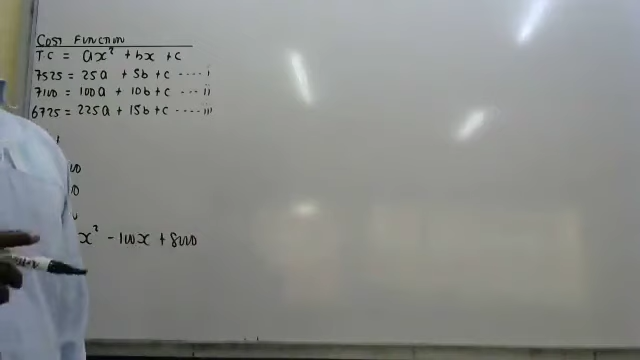 COST FUNCTION
TC = ax² + bx + c
7525 = 25a + 5b + c ---- i
7100 = 100a + 10b + c --- ii
6725 = 225a + 15b + c ---- iii
x² - 100x + 8000